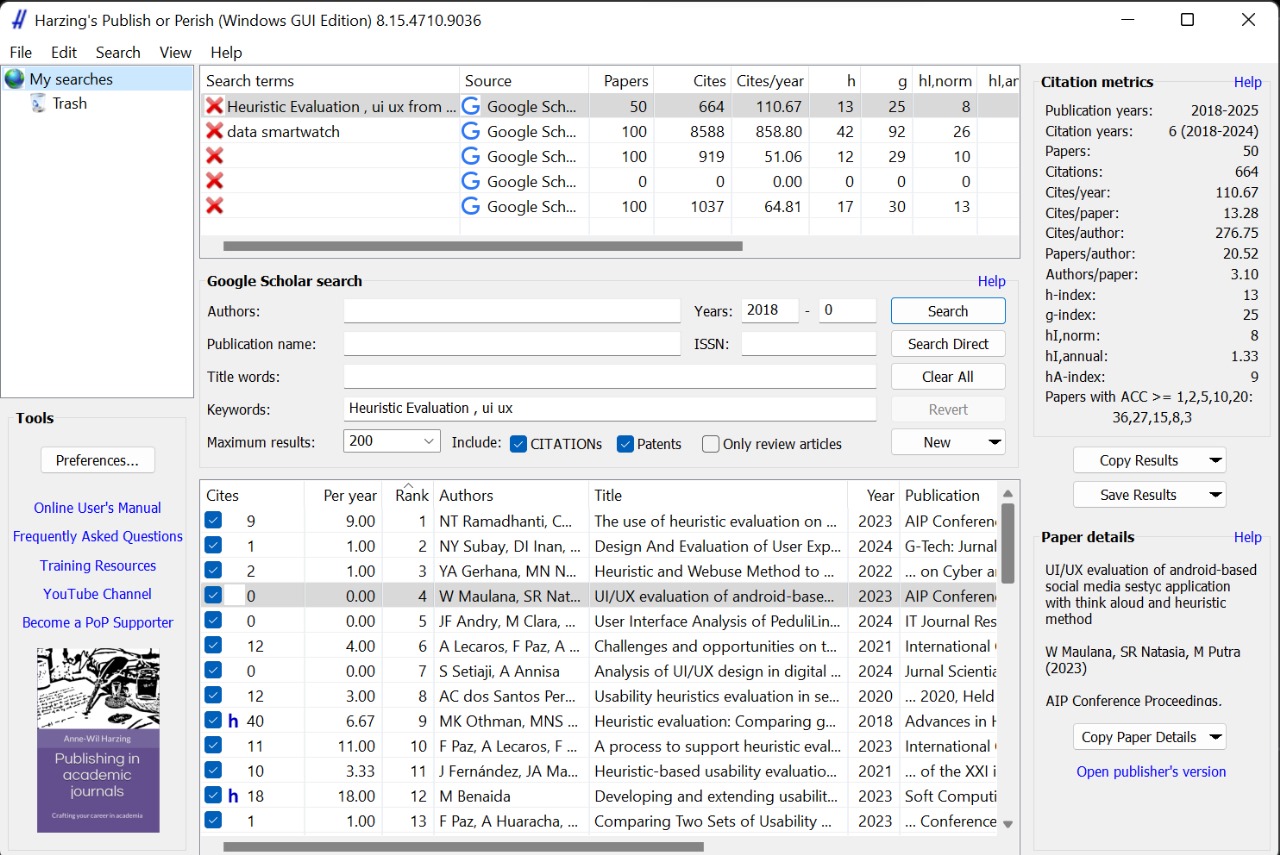 Harzing's Publish or Perish (Windows GUI Edition) 8.15.4710.9036
File Edit Search View Help
My searches
Trash
Search terms Source Papers Cites Cites/year h g hI,norm hI,ar
Heuristic Evaluation , ui ux from ... Google Sch... 50 664 110.67 13 25 8
data smartwatch Google Sch... 100 8588 858.80 42 92 26
Google Sch... 100 919 51.06 12 29 10
Google Sch... 0 0 0.00 0 0 0
Google Sch... 100 1037 64.81 17 30 13
Google Scholar search Help
Authors: Years: 2018 - 0 Search
Publication name: ISSN: Search Direct
Title words: Clear All
Keywords: Heuristic Evaluation , ui ux Revert
Maximum results: 200 Include: CITATIONs Patents Only review articles New
Cites Per year Rank Authors Title Year Publication
9 9.00 1 NT Ramadhanti, C... The use of heuristic evaluation on ... 2023 AIP Conferen
1 1.00 2 NY Subay, DI Inan, ... Design And Evaluation of User Exp... 2024 G-Tech: Jurnal
2 1.00 3 YA Gerhana, MN N... Heuristic and Webuse Method to ... 2022 ... on Cyber a
0 0.00 4 W Maulana, SR Nat... UI/UX evaluation of android-base... 2023 AIP Conferen
0 0.00 5 JF Andry, M Clara, ... User Interface Analysis of PeduliLin... 2024 IT Journal Res
12 4.00 6 A Lecaros, F Paz, A ... Challenges and opportunities on t... 2021 International
0 0.00 7 S Setiaji, A Annisa Analysis of UI/UX design in digital ... 2024 Jurnal Scientia
12 3.00 8 AC dos Santos Per... Usability heuristics evaluation in se... 2020 ... 2020, Held
h 40 6.67 9 MK Othman, MNS ... Heuristic evaluation: Comparing g... 2018 Advances in H
11 11.00 10 F Paz, A Lecaros, F ... A process to support heuristic eval... 2023 International
10 3.33 11 J Fernández, JA Ma... Heuristic-based usability evaluatio... 2021 ... of the XXI i
h 18 18.00 12 M Benaida Developing and extending usabilit... 2023 Soft Computi
1 1.00 13 F Paz, A Huaracha, ... Comparing Two Sets of Usability ... 2023 ... Conference
Citation metrics Help
Publication years: 2018-2025
Citation years: 6 (2018-2024)
Papers: 50
Citations: 664
Cites/year: 110.67
Cites/paper: 13.28
Cites/author: 276.75
Papers/author: 20.52
Authors/paper: 3.10
h-index: 13
g-index: 25
hI,norm: 8
hI,annual: 1.33
hA-index: 9
Papers with ACC >= 1,2,5,10,20:
36,27,15,8,3
Copy Results
Save Results
Paper details Help
UI/UX evaluation of android-based
social media sestyc application
with think aloud and heuristic
method
W Maulana, SR Natasia, M Putra
(2023)
AIP Conference Proceedings.
Copy Paper Details
Open publisher's version
Tools
Preferences...
Online User's Manual
Frequently Asked Questions
Training Resources
YouTube Channel
Become a PoP Supporter
Anne-Wil Harzing
Publishing in
academic
journals
Crafting your career in academia